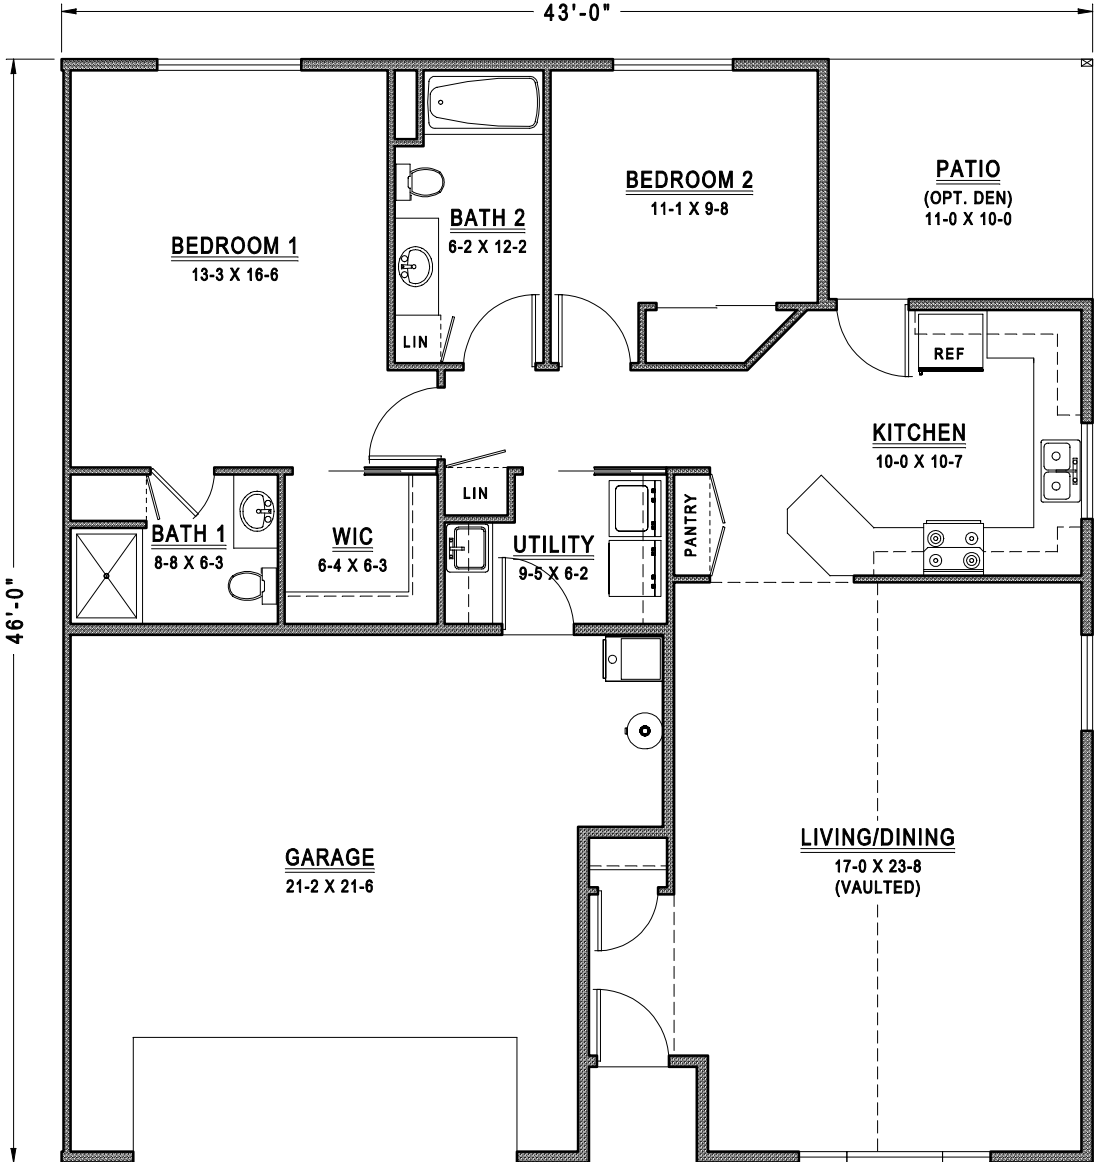 43'-0"
46'-0"
BEDROOM 1
13-3 X 16-6
BATH 2
6-2 X 12-2
LIN
BEDROOM 2
11-1 X 9-8
PATIO
(OPT. DEN)
11-0 X 10-0
REF
KITCHEN
10-0 X 10-7
BATH 1
8-8 X 6-3
WIC
6-4 X 6-3
LIN
UTILITY
9-5 X 6-2
PANTRY
GARAGE
21-2 X 21-6
LIVING/DINING
17-0 X 23-8
(VAULTED)